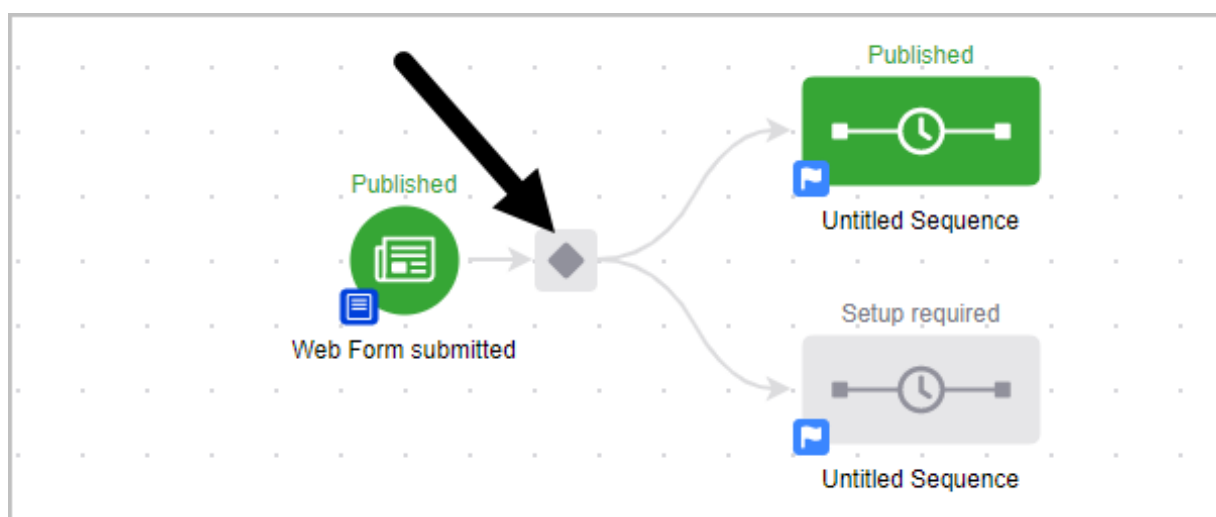 Published
Untitled Sequence
Published
Web Form submitted
Setup required
Untitled Sequence